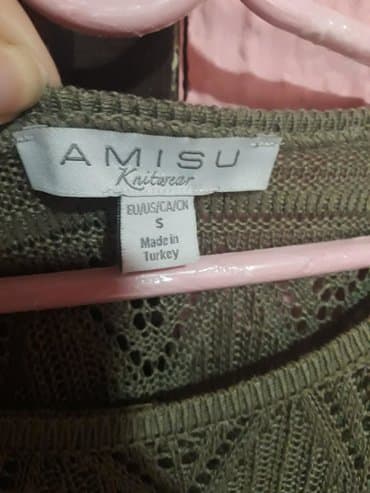 AMISU
Knitwear
EU/US/CA/CN
S
Made in
Turkey